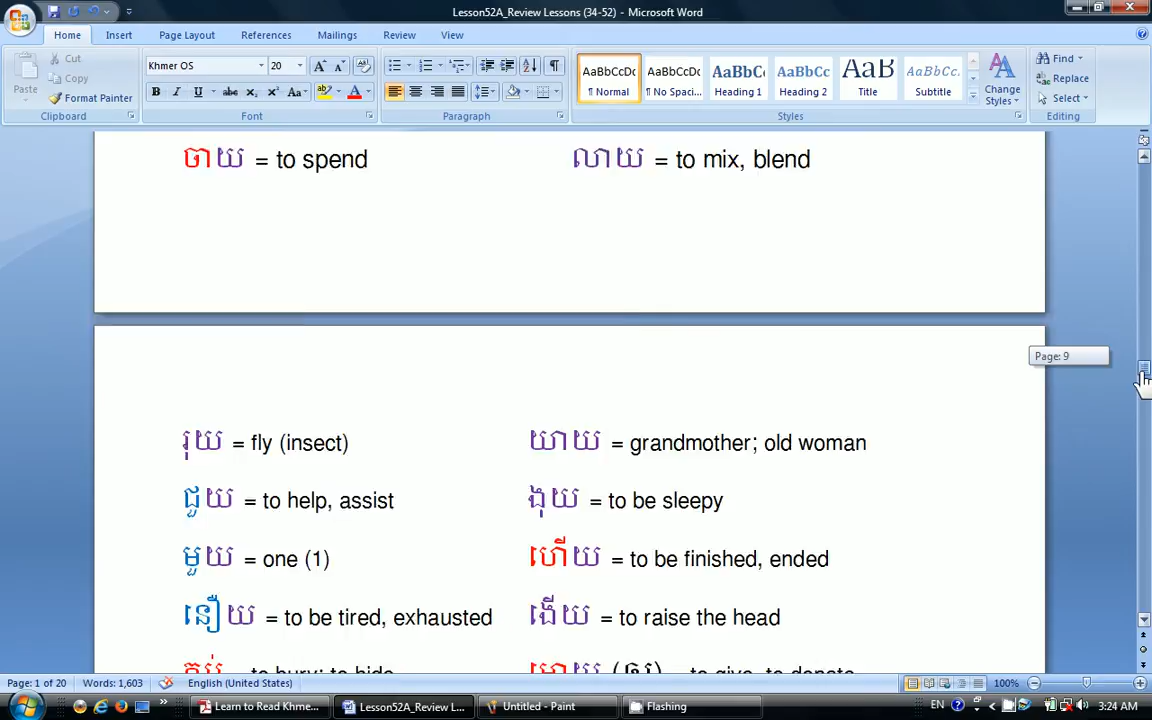 Lesson52A_Review Lessons (34-52) - Microsoft Word
Home Insert Page Layout References Mailings Review View
Cut
Copy
Format Painter
Paste
Clipboard
Khmer OS 20
Font
Paragraph
AaBbCcDc AaBbCcDc AaBbC AaBbCc AaB AaBbCc.
¶ Normal ¶ No Spaci... Heading 1 Heading 2 Title Subtitle
Styles
Change Styles
Find
Replace
Select
Editing
ចាយ = to spend លាយ = to mix, blend
Page: 9
រុយ = fly (insect) យាយ = grandmother; old woman
ជួយ = to help, assist ងុយ = to be sleepy
មួយ = one (1) ហើយ = to be finished, ended
នឿយ = to be tired, exhausted ងើយ = to raise the head
Page: 1 of 20 Words: 1,603 English (United States) 100%
Learn to Read Khme... Lesson52A_Review L... Untitled - Paint Flashing EN 3:24 AM